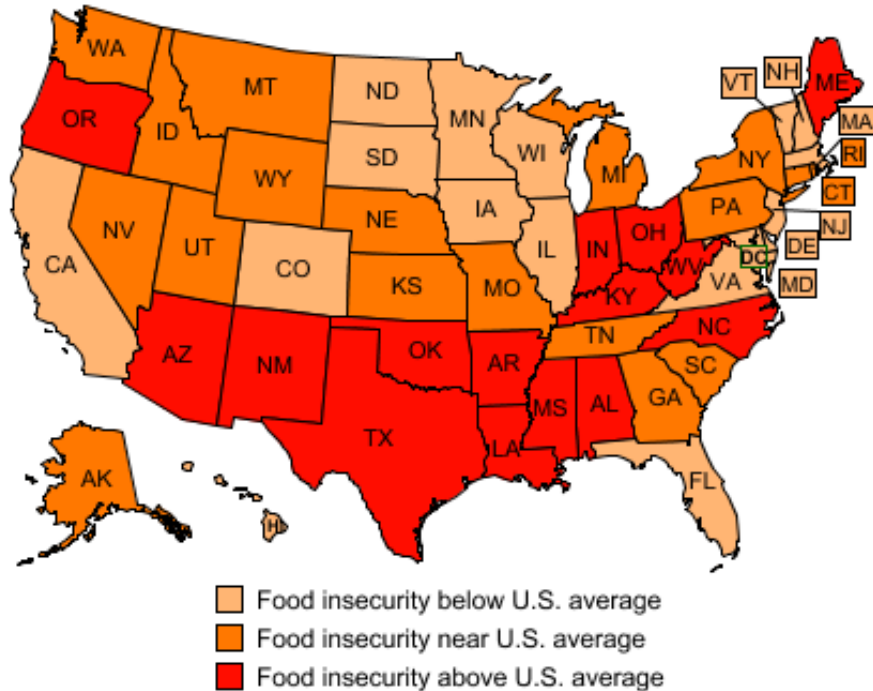 WA
MT
ND
MN
VT
NH
ME
OR
ID
SD
WI
MA
WY
MI
NY
RI
CT
NV
UT
NE
IA
PA
NJ
CA
CO
IL
IN
OH
DC
DE
KS
MO
WV
VA
MD
KY
AZ
NM
OK
AR
TN
NC
SC
TX
LA
MS
AL
GA
AK
H
FL
Food insecurity below U.S. average
Food insecurity near U.S. average
Food insecurity above U.S. average